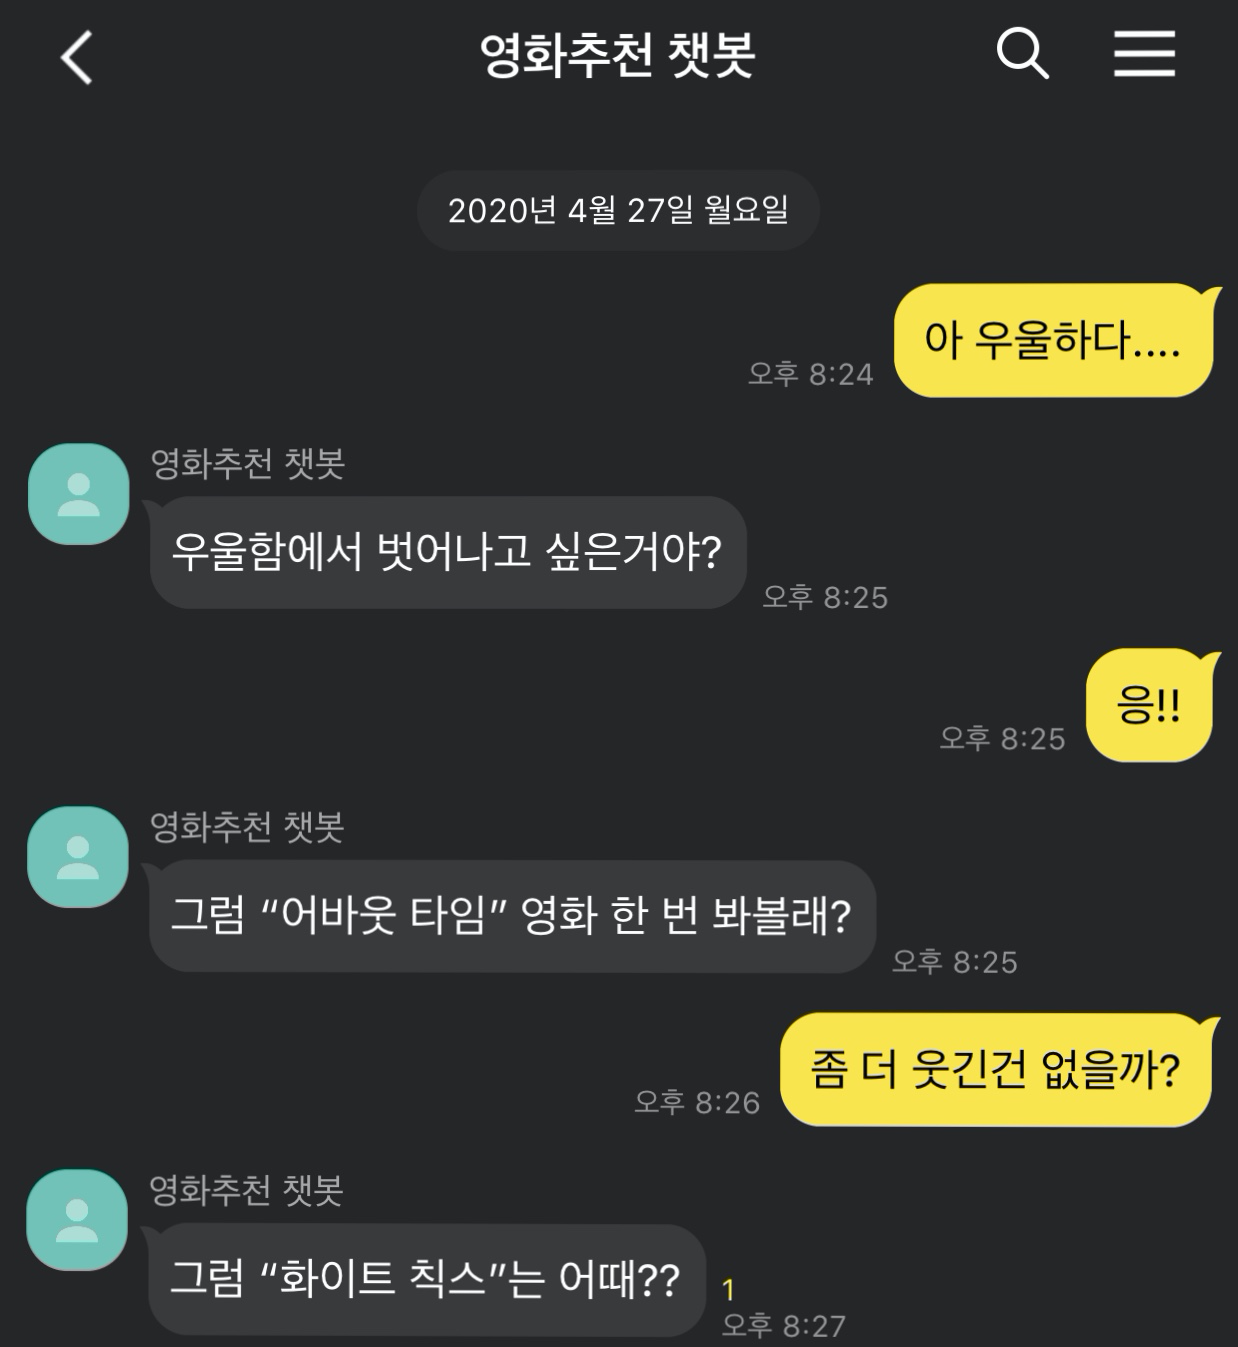 영화추천 챗봇
2020년 4월 27일 월요일
아 우울하다....
오후 8:24
영화추천 챗봇
우울함에서 벗어나고 싶은거야?
오후 8:25
응!!
오후 8:25
영화추천 챗봇
그럼 “어바웃 타임” 영화 한 번 봐볼래?
오후 8:25
좀 더 웃긴건 없을까?
오후 8:26
영화추천 챗봇
그럼 “화이트 칙스”는 어때??
1
오후 8:27